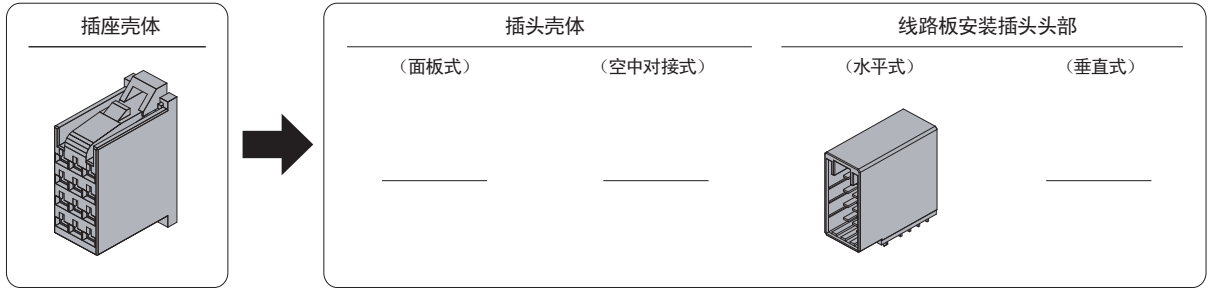 插座壳体
插头壳体
线路板安装插头头部
（面板式）
（空中对接式）
（水平式）
（垂直式）